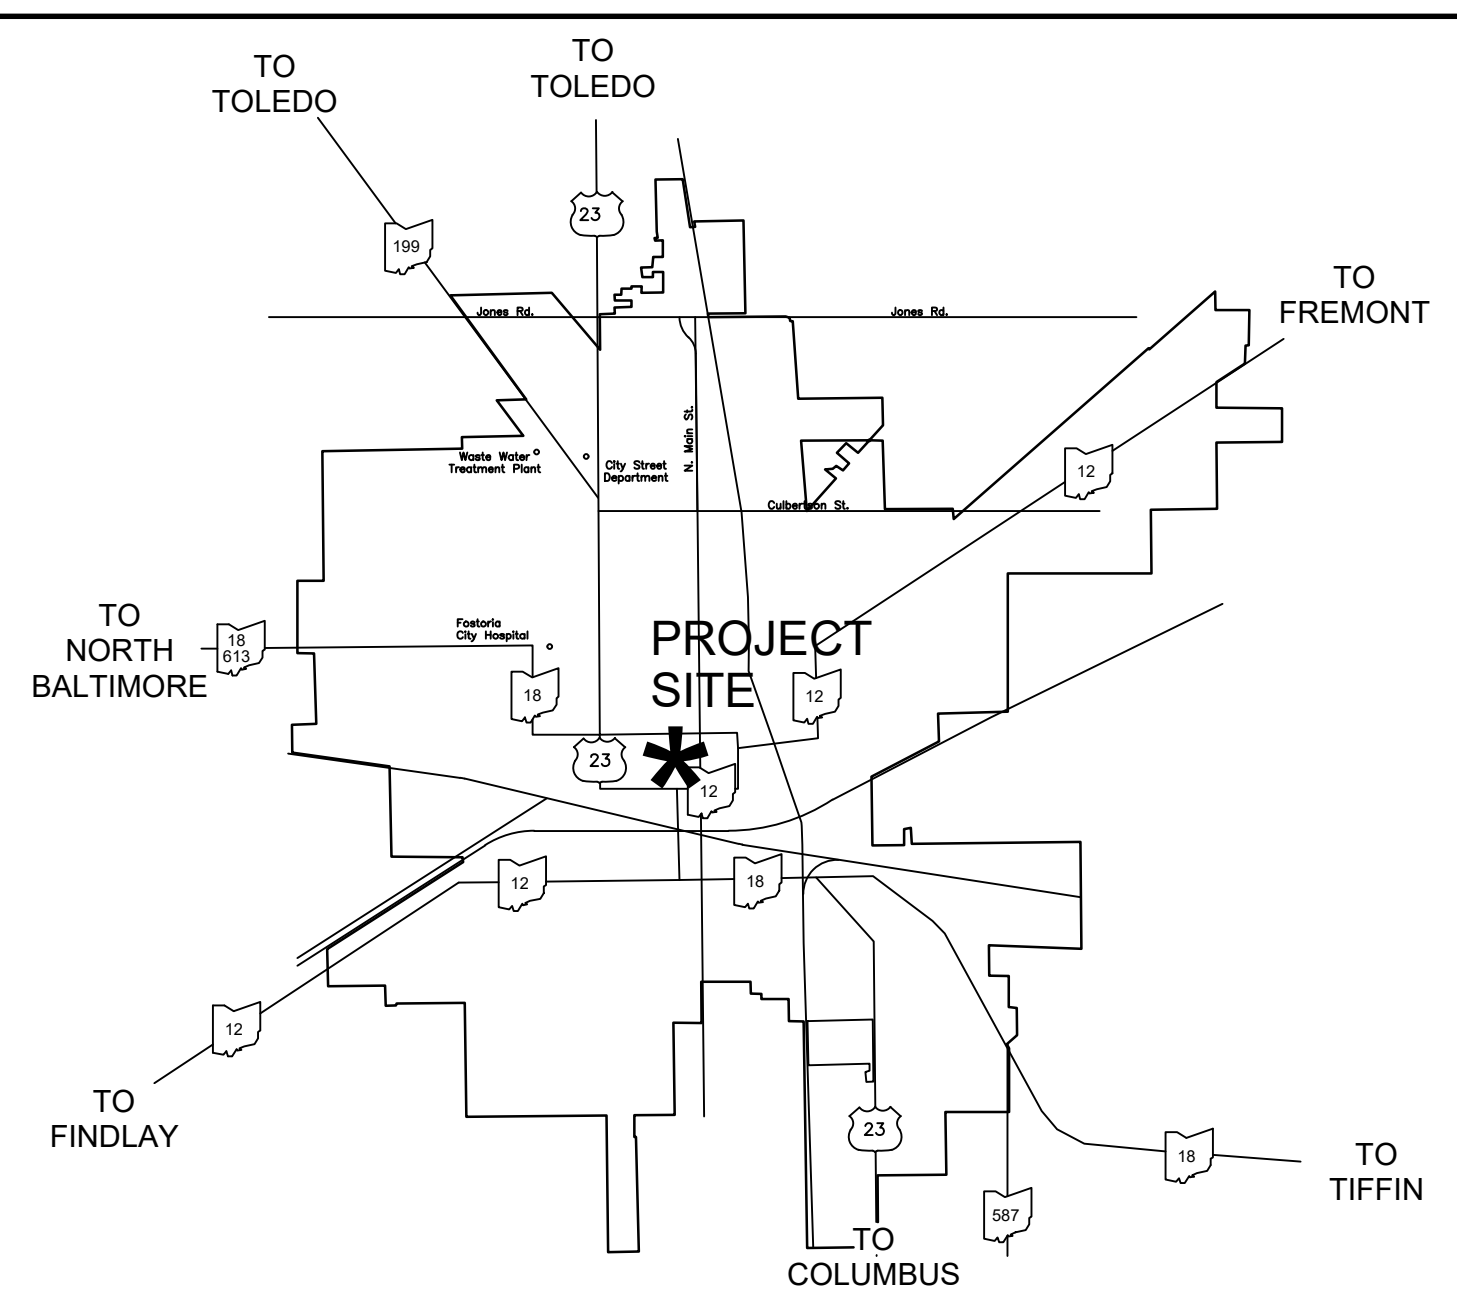 TO
TOLEDO
TO
TOLEDO
23
199
TO
FREMONT
Jones Rd.
Jones Rd.
N. Main St.
Waste Water
Treatment Plant
City Street
Department
12
Culbertson St.
TO
NORTH
BALTIMORE
18
613
Fostoria
City Hospital
PROJECT
SITE
18
12
23
12
12
18
12
TO
FINDLAY
23
18
TO
TIFFIN
587
TO
COLUMBUS